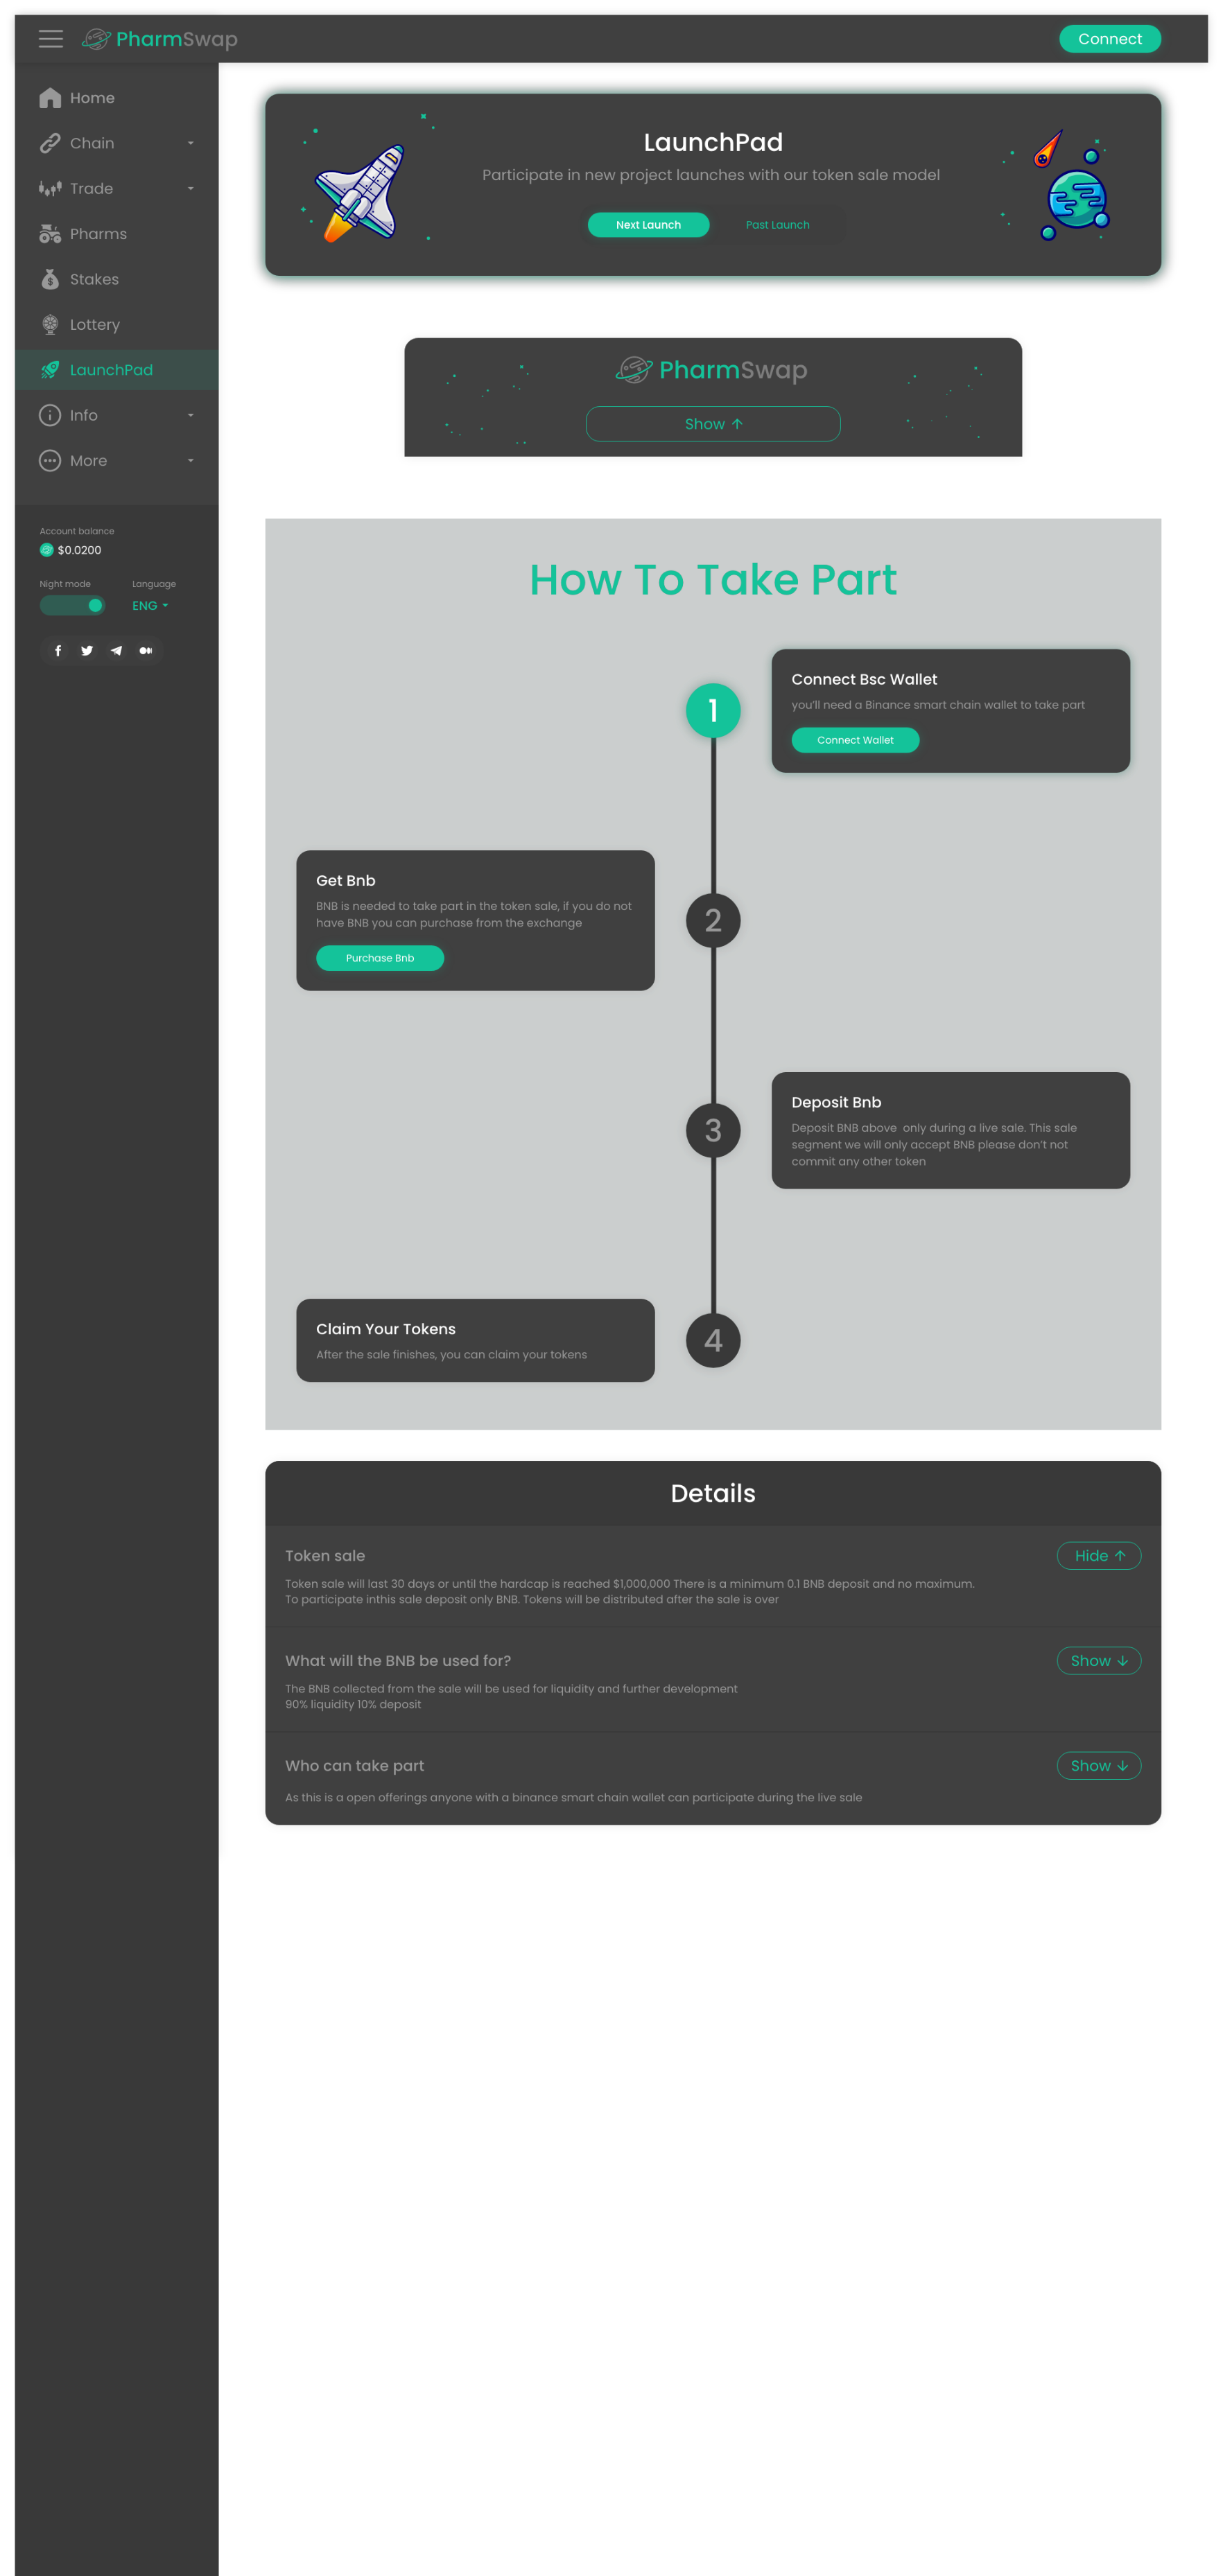 PharmSwap
Connect
Home
Chain
Trade
Pharms
Stakes
Lottery
LaunchPad
Info
More
Account balance
$0.0200
Night mode
Language
ENG
LaunchPad
Participate in new project launches with our token sale model
Next Launch
Past Launch
PharmSwap
Show ↑
How To Take Part
1
Connect Bsc Wallet
you'll need a Binance smart chain wallet to take part
Connect Wallet
Get Bnb
BNB is needed to take part in the token sale, if you do not
have BNB you can purchase from the exchange
Purchase Bnb
2
3
Deposit Bnb
Deposit BNB above  only during a live sale. This sale
segment we will only accept BNB please don't not
commit any other token
Claim Your Tokens
After the sale finishes, you can claim your tokens
4
Details
Token sale
Hide ↑
Token sale will last 30 days or until the hardcap is reached $1,000,000 There is a minimum 0.1 BNB deposit and no maximum.
To participate inthis sale deposit only BNB. Tokens will be distributed after the sale is over
What will the BNB be used for?
Show ↓
The BNB collected from the sale will be used for liquidity and further development
90% liquidity 10% deposit
Who can take part
Show ↓
As this is a open offerings anyone with a binance smart chain wallet can participate during the live sale